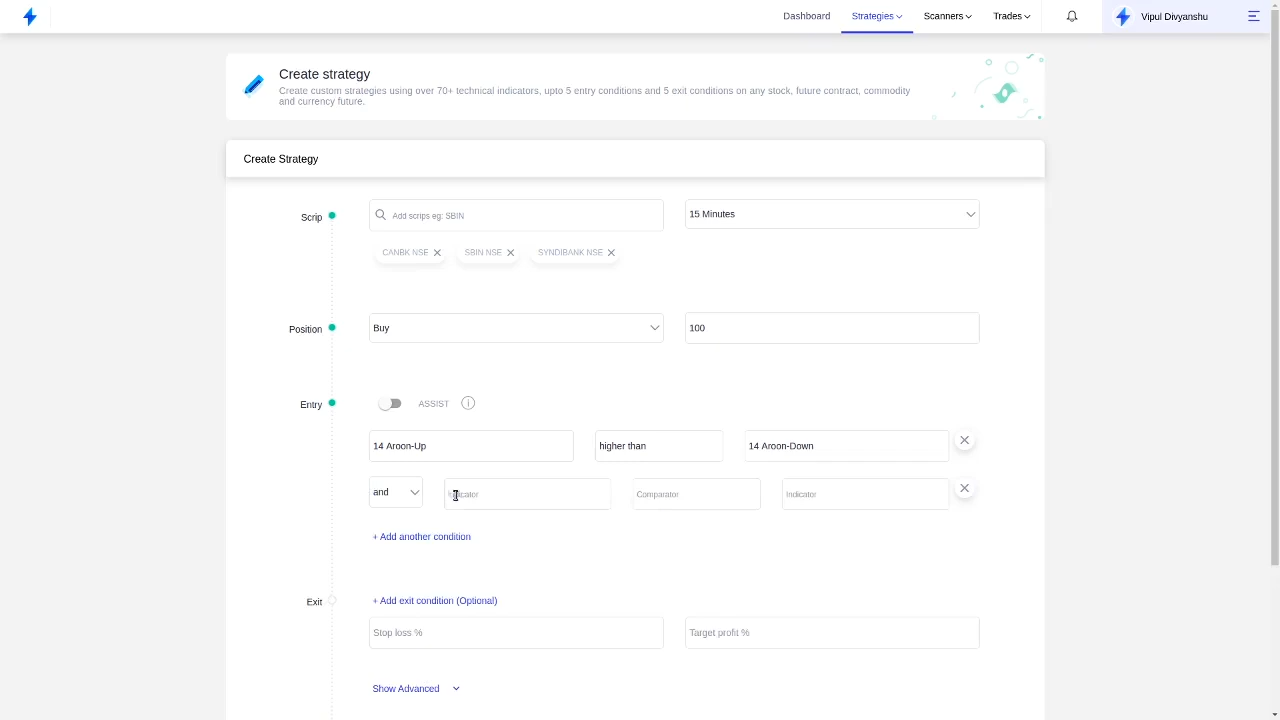 Dashboard Strategies Scanners Trades Vipul Divyanshu
Create strategy
Create custom strategies using over 70+ technical indicators, upto 5 entry conditions and 5 exit conditions on any stock, future contract, commodity
and currency future.
Create Strategy
Scrip Add scrips eg: SBIN 15 Minutes
CANBK NSE SBIN NSE SYNDIBANK NSE
Position Buy 100
Entry ASSIST
14 Aroon-Up higher than 14 Aroon-Down
and Indicator Comparator Indicator
+ Add another condition
Exit + Add exit condition (Optional)
Stop loss % Target profit %
Show Advanced